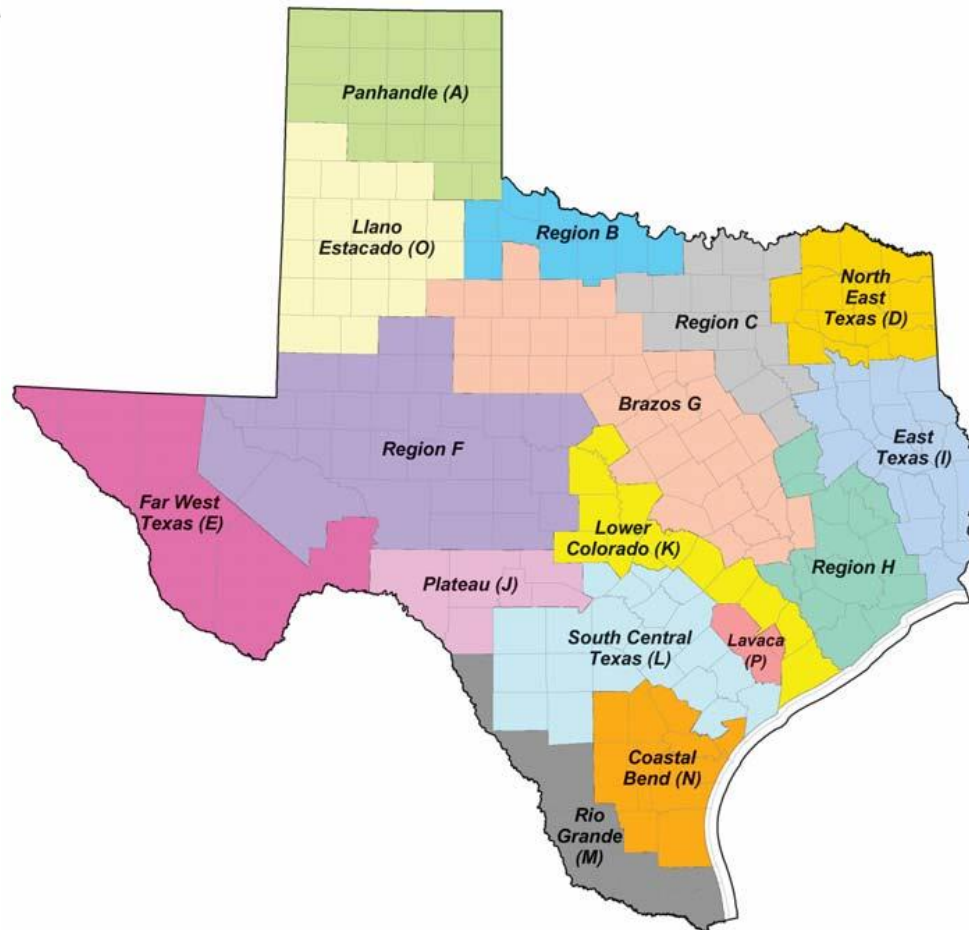 Panhandle (A)
Llano
Estacado (O)
Region B
North
East
Texas (D)
Region C
Brazos G
Region F
East
Texas (I)
Far West
Texas (E)
Lower
Colorado (K)
Region H
Plateau (J)
South Central
Texas (L)
Lavaca
(P)
Coastal
Bend (N)
Rio
Grande
(M)